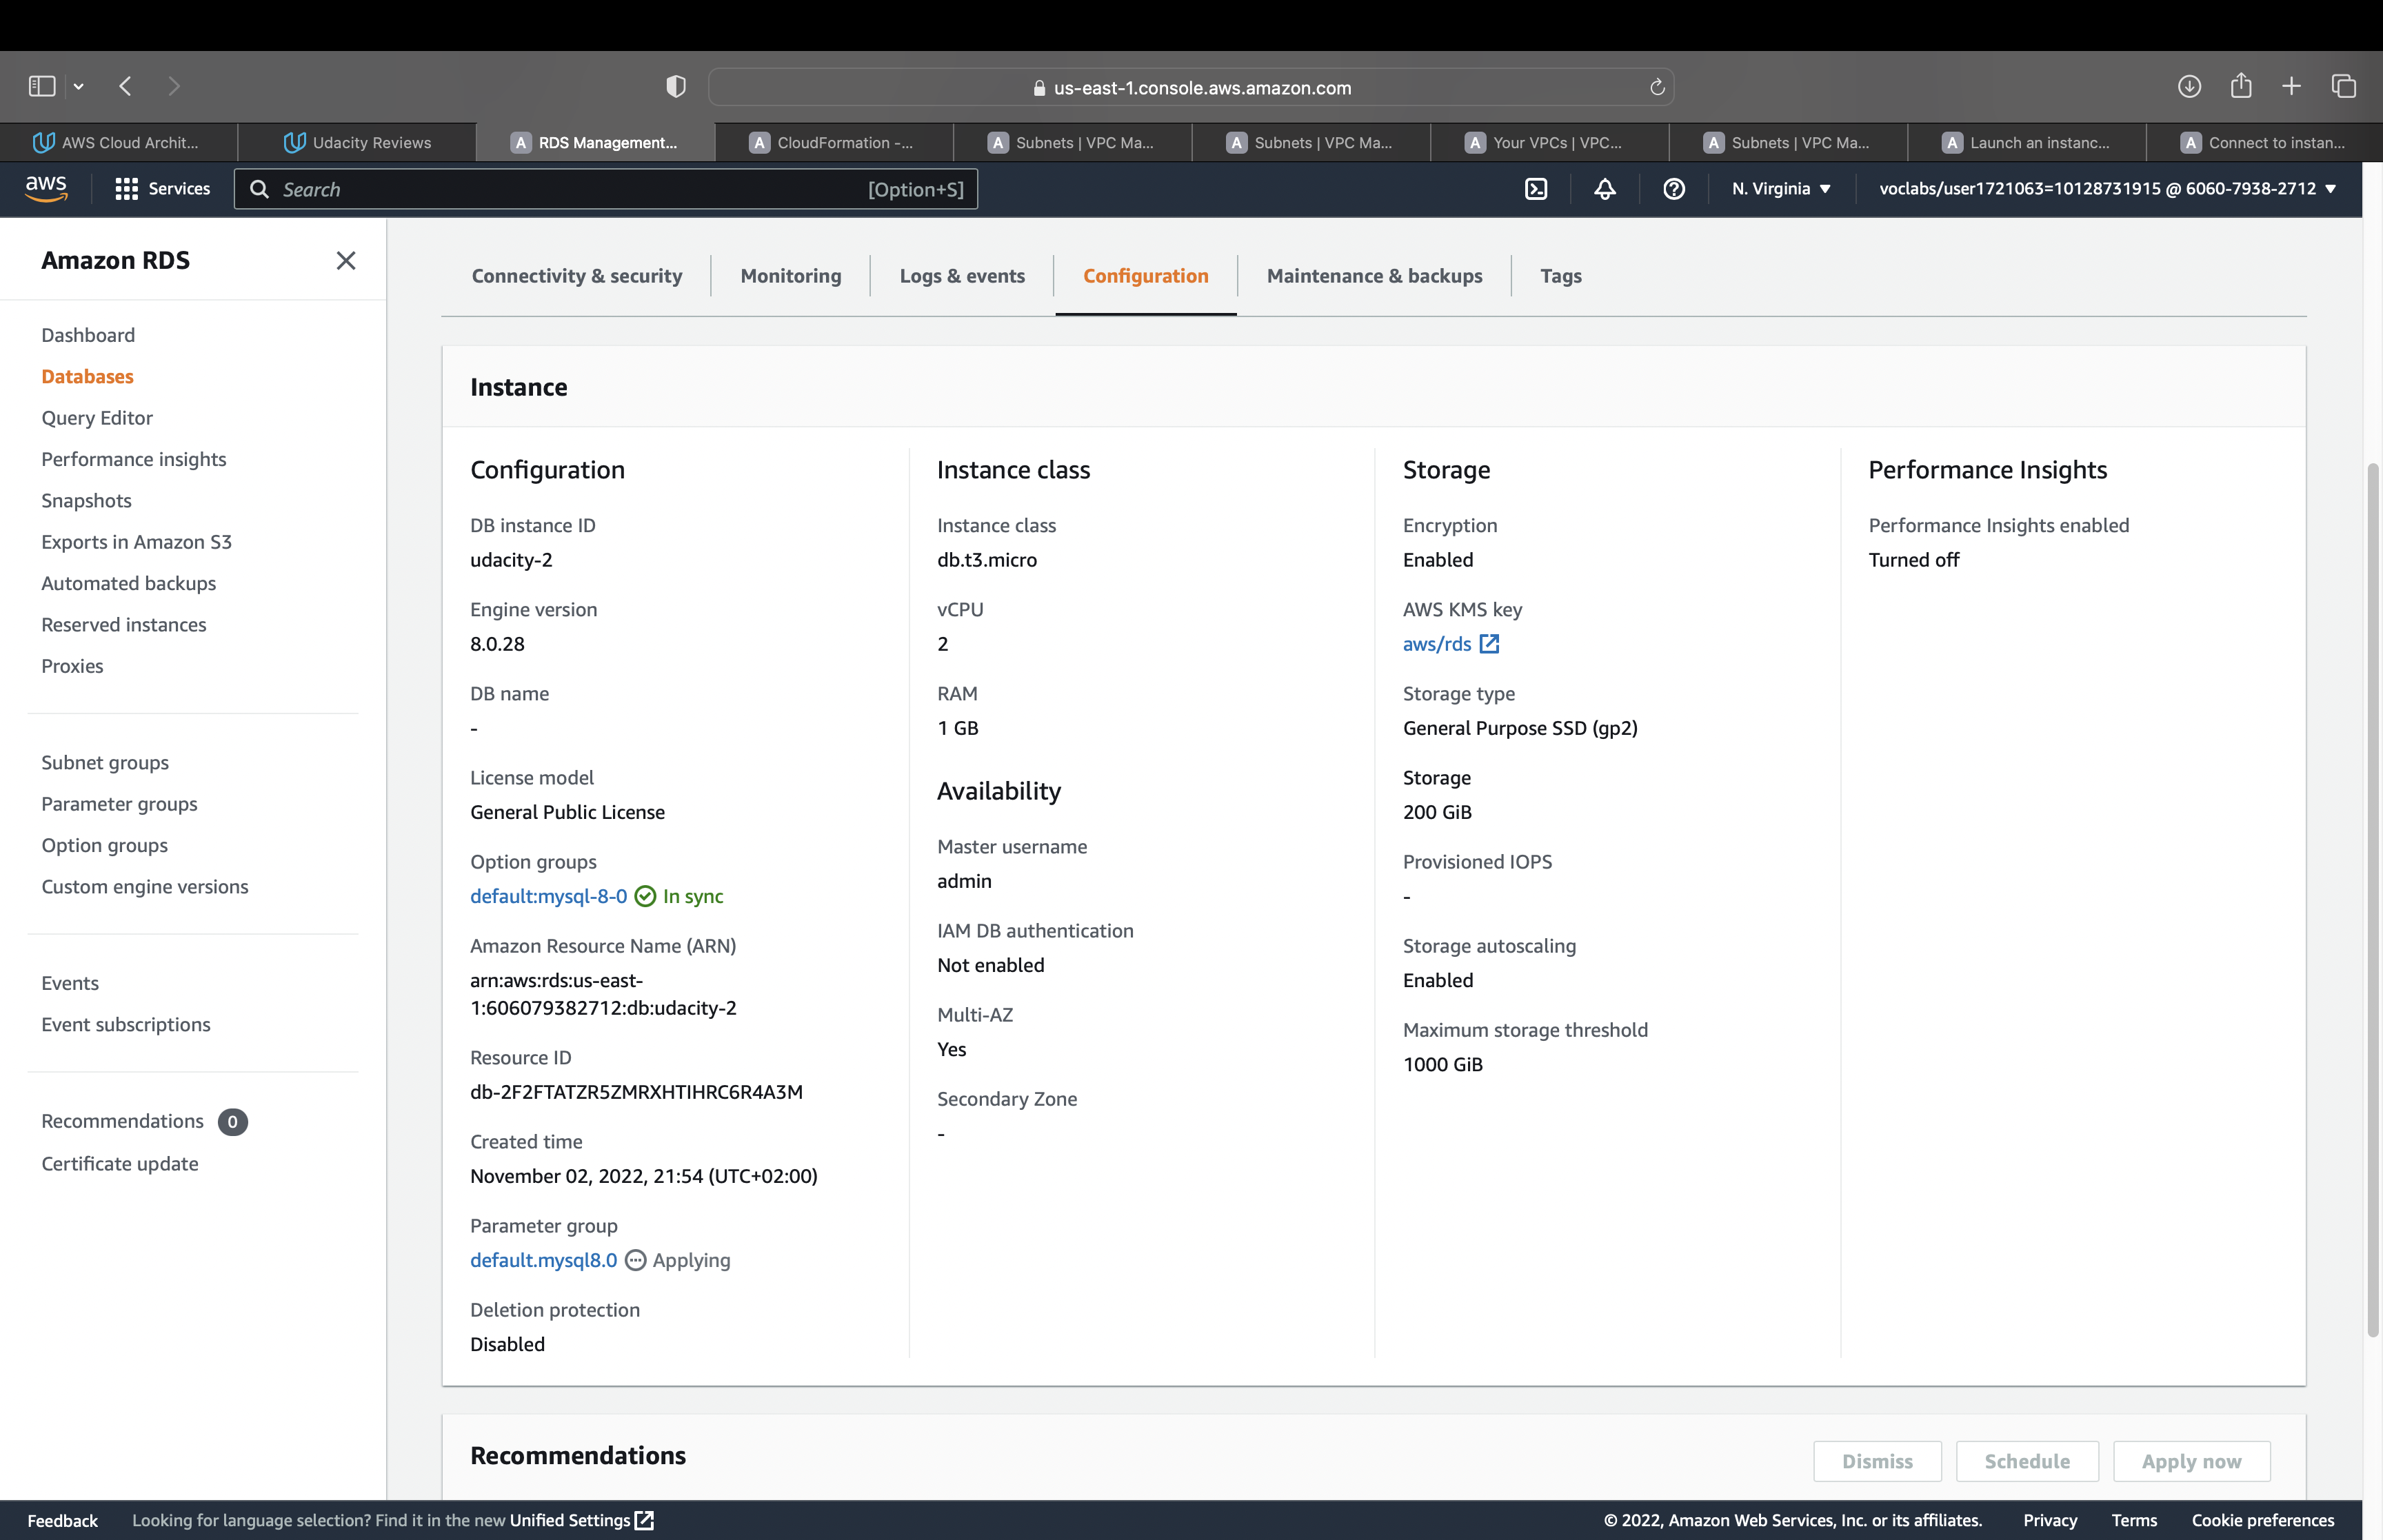 us-east-1.console.aws.amazon.com
AWS Cloud Archit...
Udacity Reviews
A RDS Management...
A CloudFormation -...
A Subnets | VPC Ma...
A Subnets | VPC Ma...
A Your VPCs | VPC...
A Subnets | VPC Ma...
A Launch an instanc...
A Connect to instan...
aws
Services
Search
[Option+S]
N. Virginia
voclabs/user1721063=10128731915 @ 6060-7938-2712
Amazon RDS
Dashboard
Databases
Query Editor
Performance insights
Snapshots
Exports in Amazon S3
Automated backups
Reserved instances
Proxies
Subnet groups
Parameter groups
Option groups
Custom engine versions
Events
Event subscriptions
Recommendations 0
Certificate update
Connectivity & security
Monitoring
Logs & events
Configuration
Maintenance & backups
Tags
Instance
Configuration
DB instance ID
udacity-2
Engine version
8.0.28
DB name
-
License model
General Public License
Option groups
default:mysql-8-0 In sync
Amazon Resource Name (ARN)
arn:aws:rds:us-east-
1:606079382712:db:udacity-2
Resource ID
db-2F2FTATZR5ZMRXHTIHRC6R4A3M
Created time
November 02, 2022, 21:54 (UTC+02:00)
Parameter group
default.mysql8.0 Applying
Deletion protection
Disabled
Instance class
Instance class
db.t3.micro
vCPU
2
RAM
1 GB
Availability
Master username
admin
IAM DB authentication
Not enabled
Multi-AZ
Yes
Secondary Zone
-
Storage
Encryption
Enabled
AWS KMS key
aws/rds
Storage type
General Purpose SSD (gp2)
Storage
200 GiB
Provisioned IOPS
-
Storage autoscaling
Enabled
Maximum storage threshold
1000 GiB
Performance Insights
Performance Insights enabled
Turned off
Recommendations
Dismiss
Schedule
Apply now
Feedback
Looking for language selection? Find it in the new Unified Settings
© 2022, Amazon Web Services, Inc. or its affiliates.
Privacy
Terms
Cookie preferences